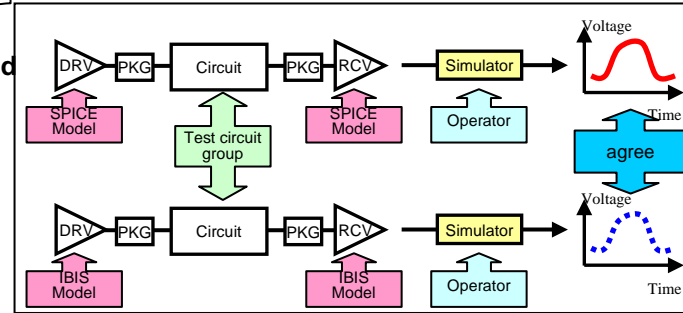 Voltage
d
DRV PKG Circuit PKG RCV Simulator
SPICE
Model
Test circuit
group
SPICE
Model
Operator
Time
agree
Voltage
DRV PKG Circuit PKG RCV Simulator
IBIS
Model
IBIS
Model
Operator
Time